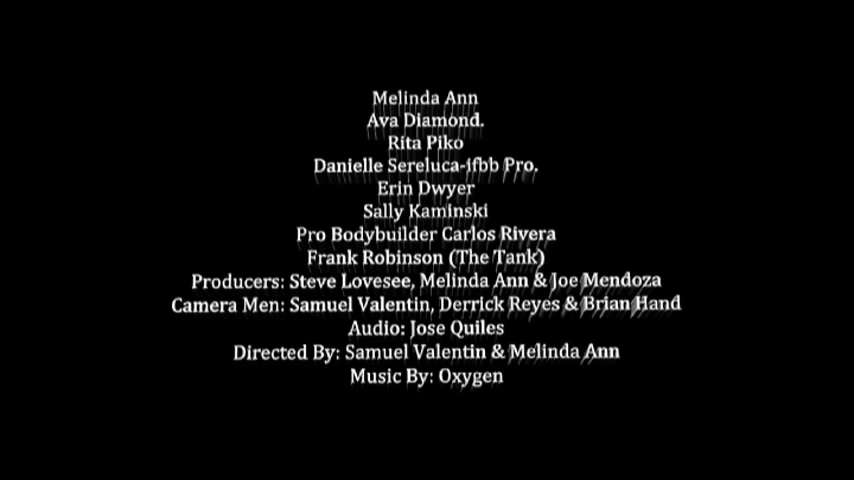 Melinda Ann
Ava Diamond.
Rita Piko
Danielle Sereluca-ifbb Pro.
Erin Dwyer
Sally Kaminski
Pro Bodybuilder Carlos Rivera
Frank Robinson (The Tank)
Producers: Steve Lovesee, Melinda Ann & Joe Mendoza
Camera Men: Samuel Valentin, Derrick Reyes & Brian Hand
Audio: Jose Quiles
Directed By: Samuel Valentin & Melinda Ann
Music By: Oxygen